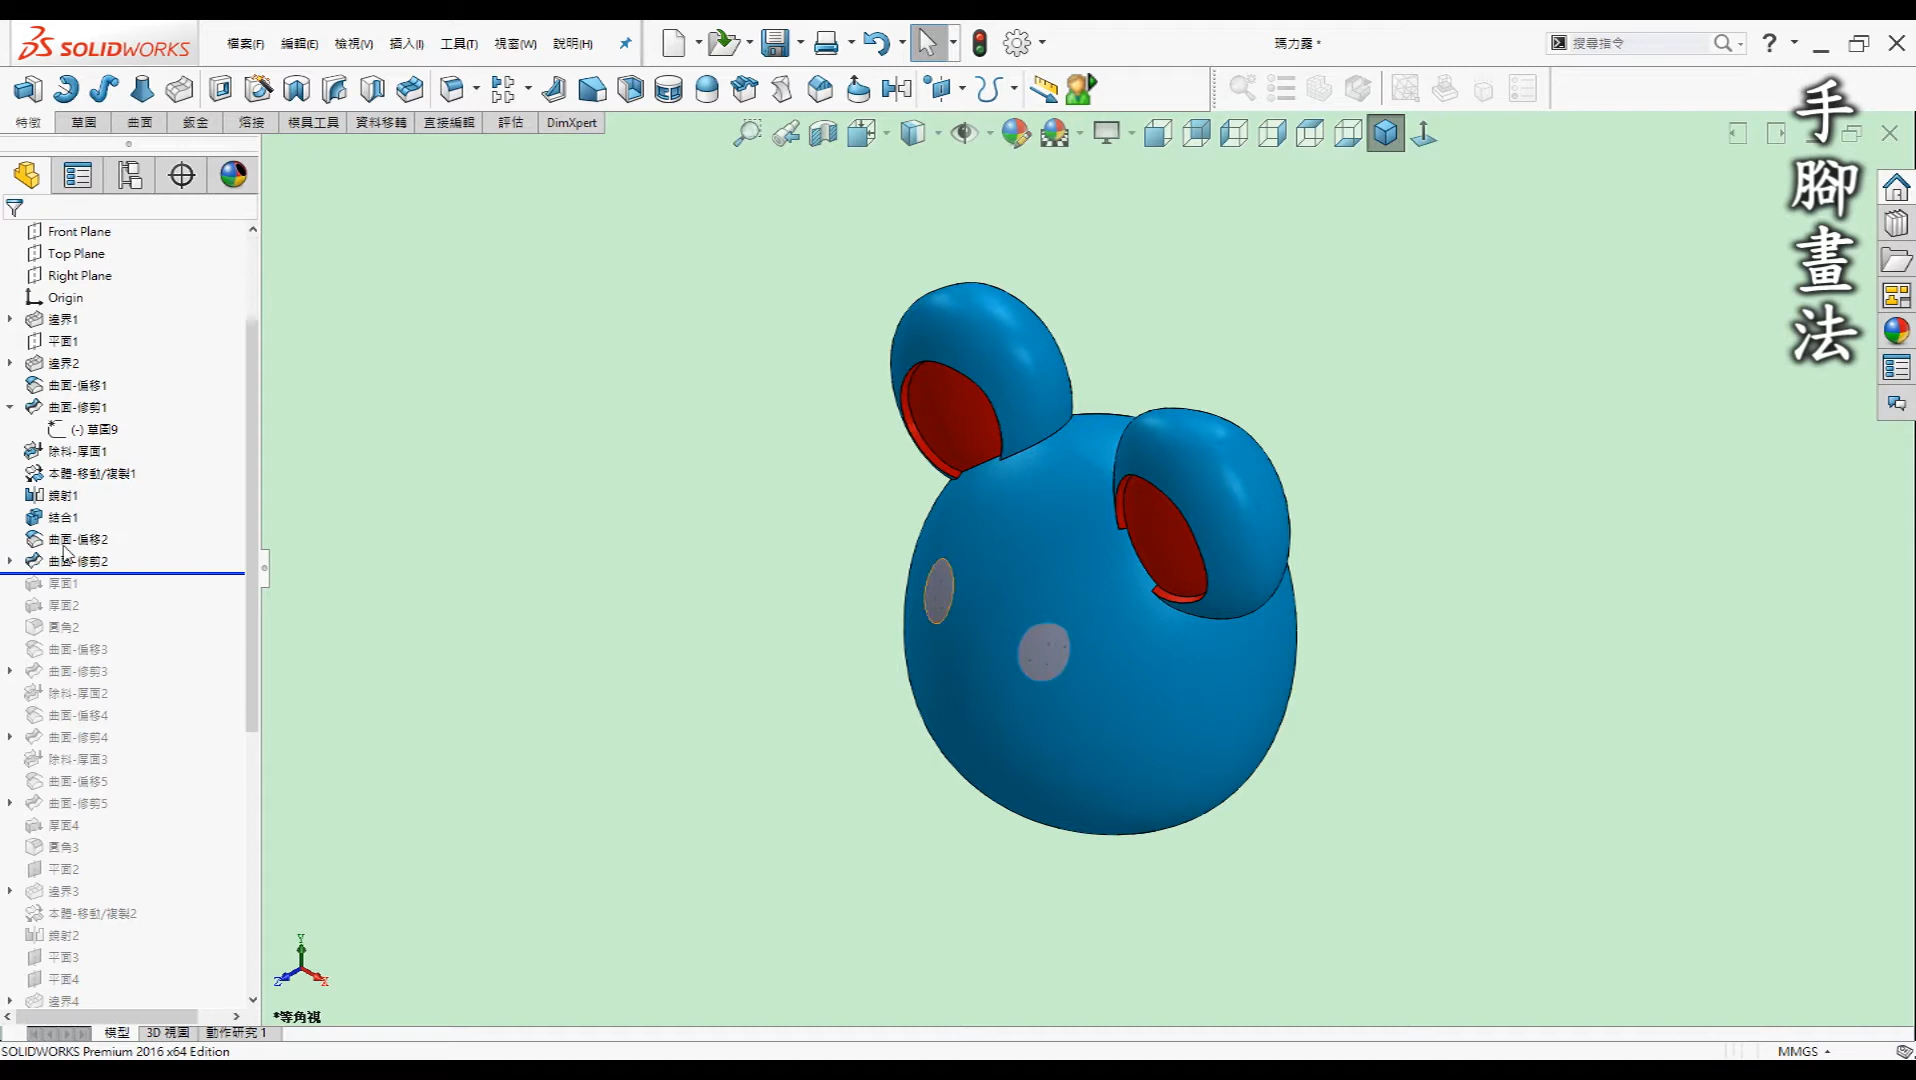 SOLIDWORKS
檔案(F)
編輯(E)
檢視(V)
插入(I)
工具(T)
視窗(W)
說明(H)
瑪力露 *
搜尋指令
特徵
草圖
曲面
鈑金
熔接
模具工具
資料移轉
直接編輯
評估
DimXpert
手腳畫法
Front Plane
Top Plane
Right Plane
Origin
邊界1
平面1
邊界2
曲面-偏移1
曲面-修剪1
(-) 草圖9
除料-厚面1
本體-移動/複製1
鏡射1
結合1
曲面-偏移2
曲面-修剪2
厚面1
厚面2
圓角2
曲面-偏移3
曲面-修剪3
除料-厚面2
曲面-偏移4
曲面-修剪4
除料-厚面3
曲面-偏移5
曲面-修剪5
厚面4
圓角3
平面2
邊界3
本體-移動/複製2
鏡射2
平面3
平面4
邊界4
Y
Z
X
*等角視
模型
3D 視圖
動作研究 1
SOLIDWORKS Premium 2016 x64 Edition
MMGS